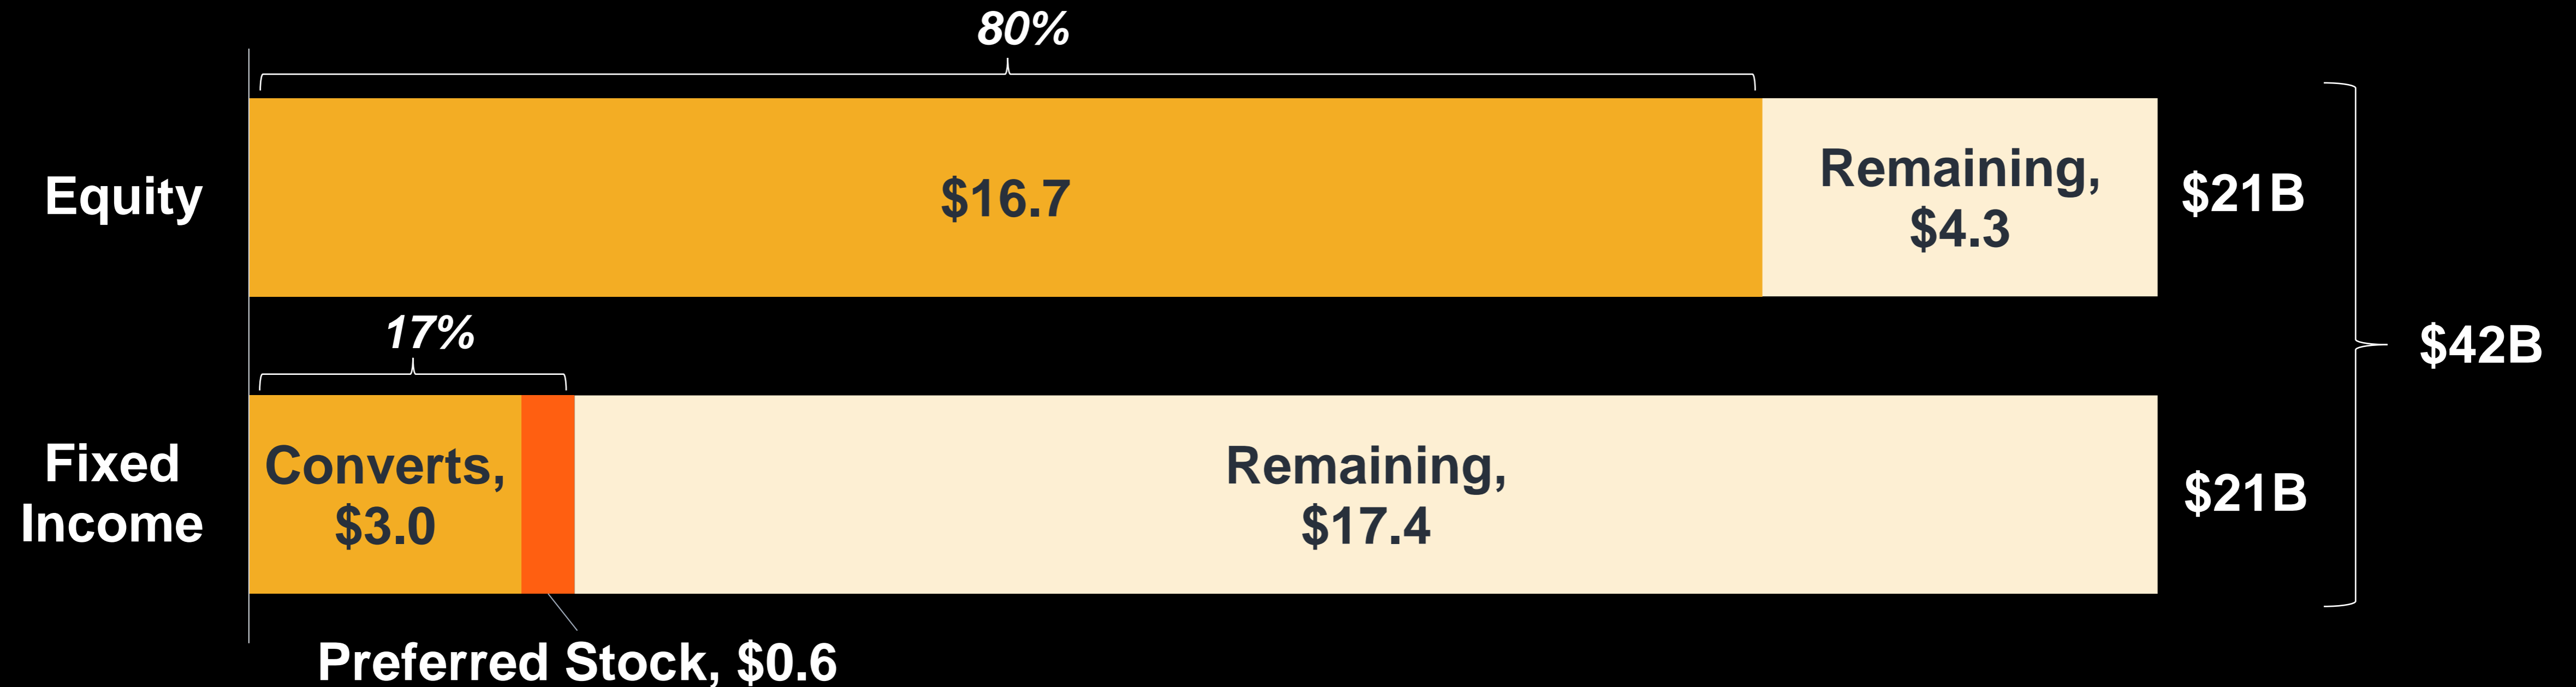 80%
Equity
$16.7
Remaining,
$4.3
$21B
17%
$42B
Fixed
Income
Converts,
$3.0
Remaining,
$17.4
$21B
Preferred Stock, $0.6